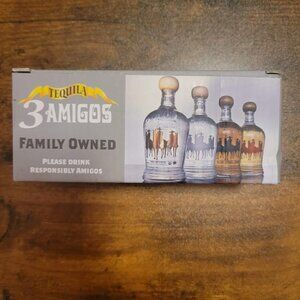 TEQUILA
3 AMIGOS
FAMILY OWNED
PLEASE DRINK
RESPONSIBLY AMIGOS